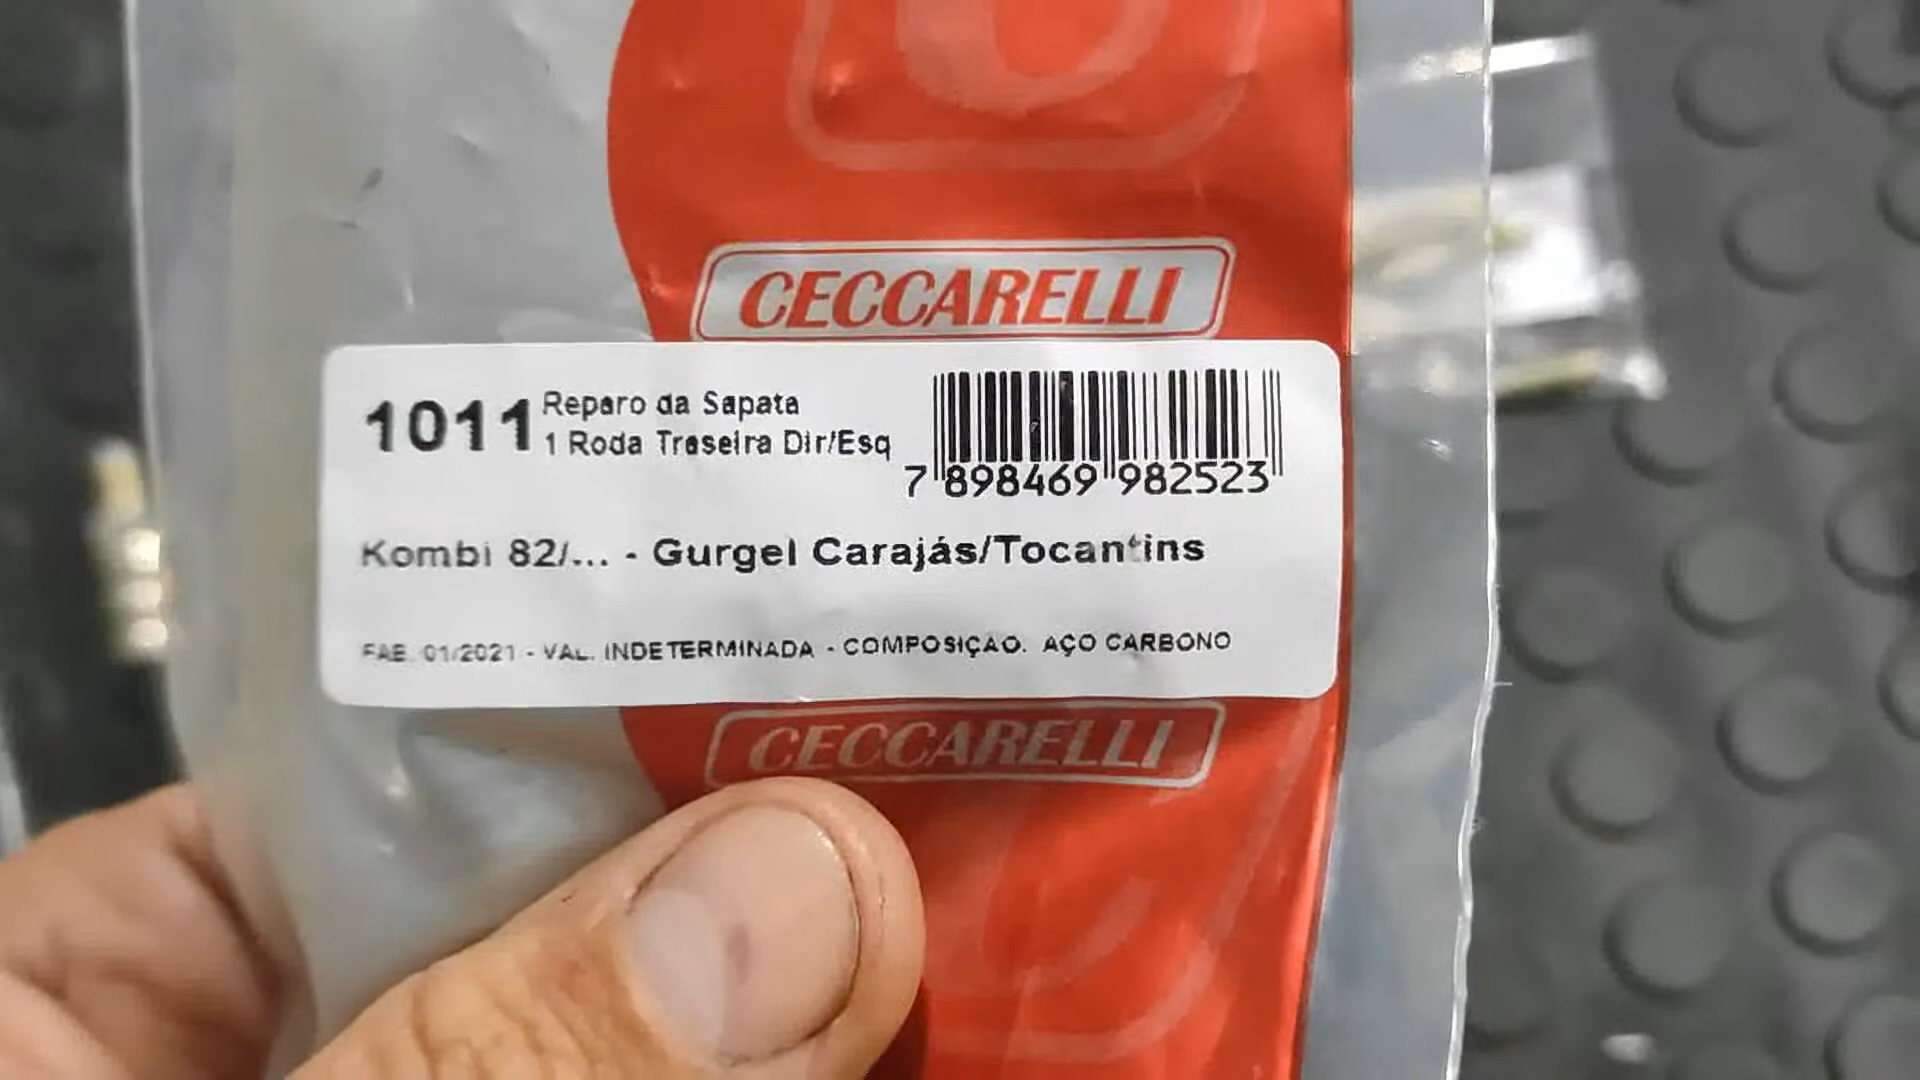 CECCARELLI
1011
Reparo da Sapata
1 Roda Traseira Dir/Esq
7 898469 982523
Kombi 82/... - Gurgel Carajás/Tocantins
FAB. 01/2021 - VAL. INDETERMINADA - COMPOSIÇÃO. AÇO CARBONO
CECCARELLI